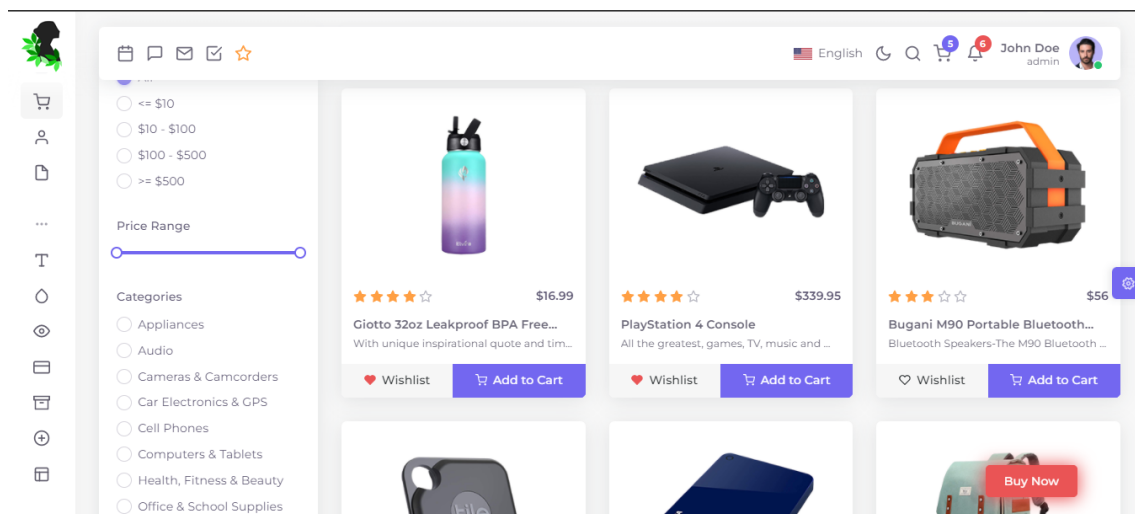 English
5
6
John Doe
admin
All
<= $10
$10 - $100
$100 - $500
>= $500
Price Range
Categories
Appliances
Audio
Cameras & Camcorders
Car Electronics & GPS
Cell Phones
Computers & Tablets
Health, Fitness & Beauty
Office & School Supplies
$16.99
Giotto 32oz Leakproof BPA Free...
With unique inspirational quote and tim...
Wishlist
Add to Cart
$339.95
PlayStation 4 Console
All the greatest, games, TV, music and ...
Wishlist
Add to Cart
BUGANI
$56
Bugani M90 Portable Bluetooth...
Bluetooth Speakers-The M90 Bluetooth ...
Wishlist
Add to Cart
tile
Buy Now